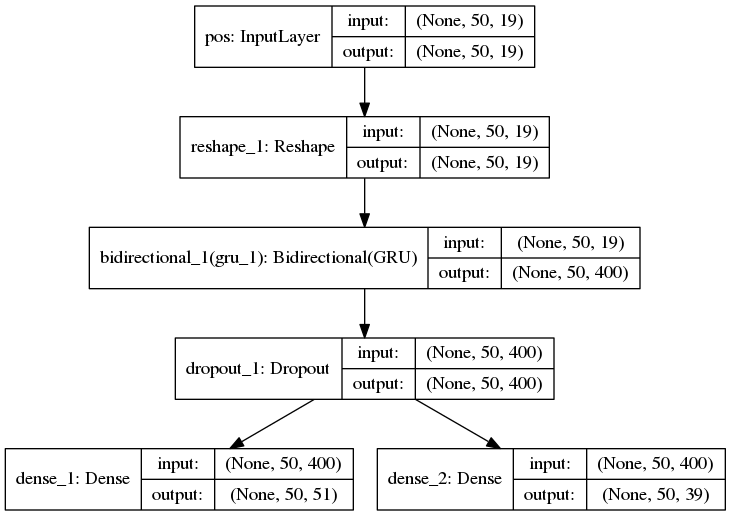 pos: InputLayer
input:
(None, 50, 19)
output:
(None, 50, 19)
reshape_1: Reshape
input:
(None, 50, 19)
output:
(None, 50, 19)
bidirectional_1(gru_1): Bidirectional(GRU)
input:
(None, 50, 19)
output:
(None, 50, 400)
dropout_1: Dropout
input:
(None, 50, 400)
output:
(None, 50, 400)
dense_1: Dense
input:
(None, 50, 400)
output:
(None, 50, 51)
dense_2: Dense
input:
(None, 50, 400)
output:
(None, 50, 39)